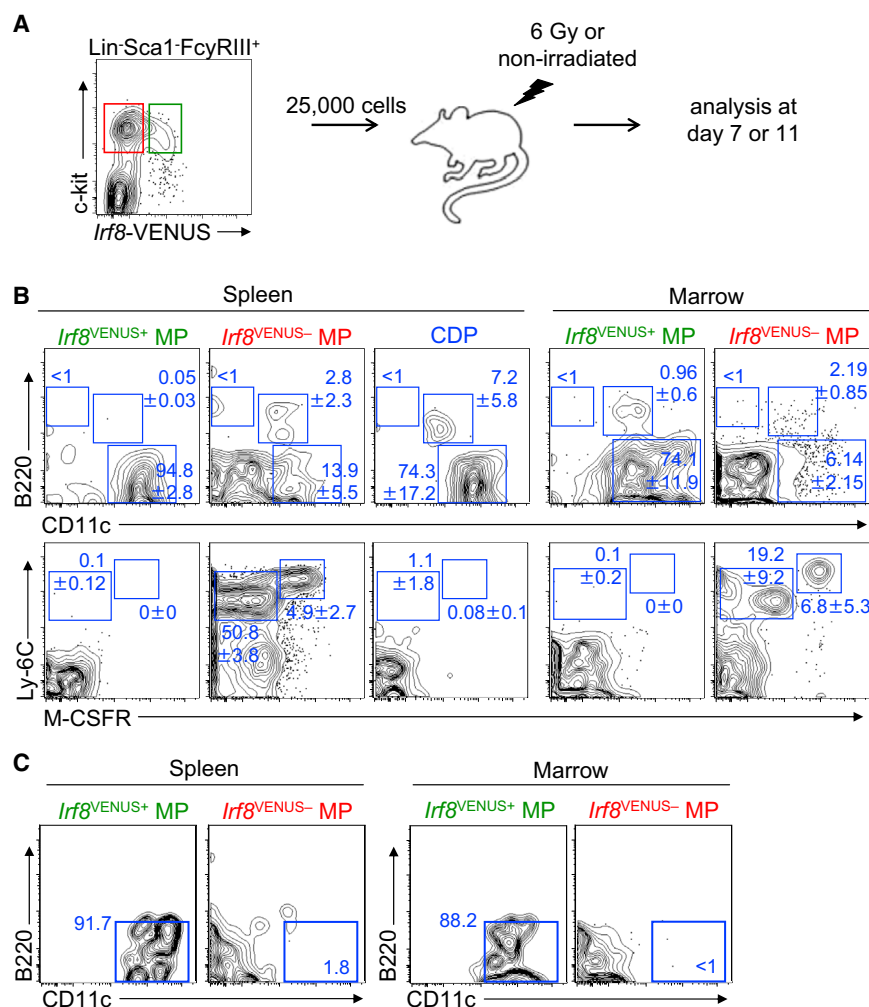 A
Lin-Sca1-FcyRIII+
c-kit
Irf8-VENUS
25,000 cells
6 Gy or
non-irradiated
analysis at
day 7 or 11
B
Spleen
Marrow
Irf8VENUS+ MP
Irf8VENUS– MP
CDP
Irf8VENUS+ MP
Irf8VENUS– MP
B220
<1
0.05
±0.03
94.8
±2.8
<1
2.8
±2.3
13.9
±5.5
<1
7.2
±5.8
74.3
±17.2
<1
0.96
±0.6
74.1
±11.9
<1
2.19
±0.85
6.14
±2.15
CD11c
Ly-6C
0.1
±0.12
0±0
50.8
±3.8
4.9±2.7
1.1
±1.8
0.08±0.1
0.1
±0.2
0±0
19.2
±9.2
6.8±5.3
M-CSFR
C
Spleen
Marrow
Irf8VENUS+ MP
Irf8VENUS– MP
Irf8VENUS+ MP
Irf8VENUS– MP
B220
91.7
1.8
B220
88.2
<1
CD11c
CD11c